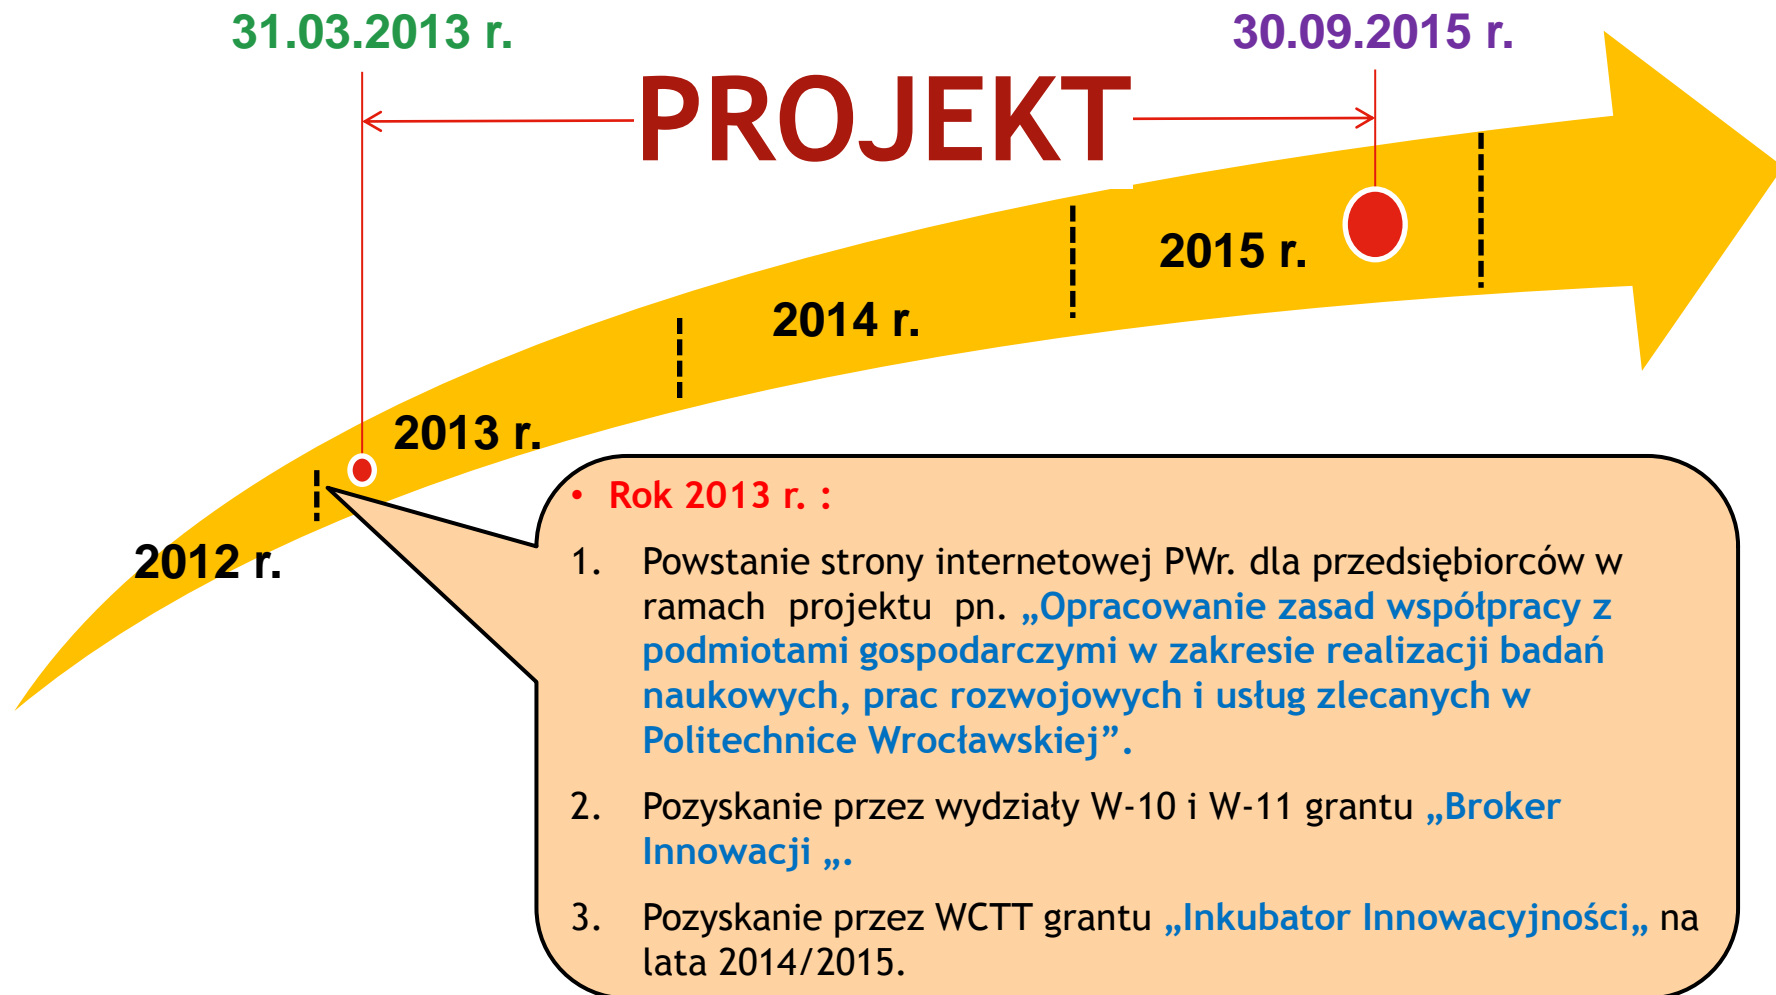 31.03.2013 r.
30.09.2015 r.
PROJEKT
2015 r.
2014 r.
2013 r.
2012 r.
• Rok 2013 r. :
1. Powstanie strony internetowej PWr. dla przedsiębiorców w
ramach projektu pn. „Opracowanie zasad współpracy z
podmiotami gospodarczymi w zakresie realizacji badań
naukowych, prac rozwojowych i usług zlecanych w
Politechnice Wrocławskiej”.
2. Pozyskanie przez wydziały W-10 i W-11 grantu „Broker
Innowacji „.
3. Pozyskanie przez WCTT grantu „Inkubator Innowacyjności„ na
lata 2014/2015.